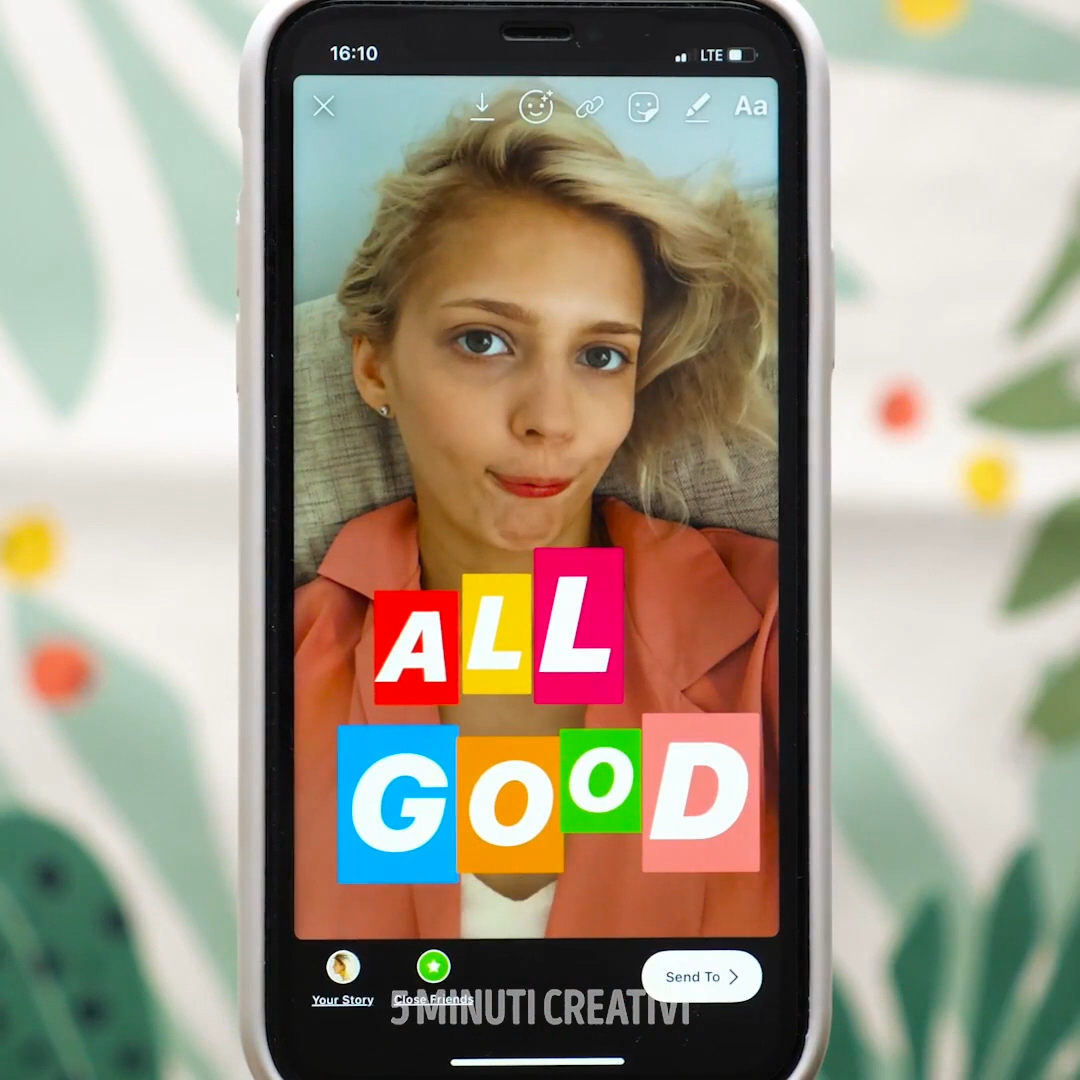 16:10 LTE
Aa
ALL
GOOD
Your Story Close Friends Send To
5 MINUTI CREATIVI